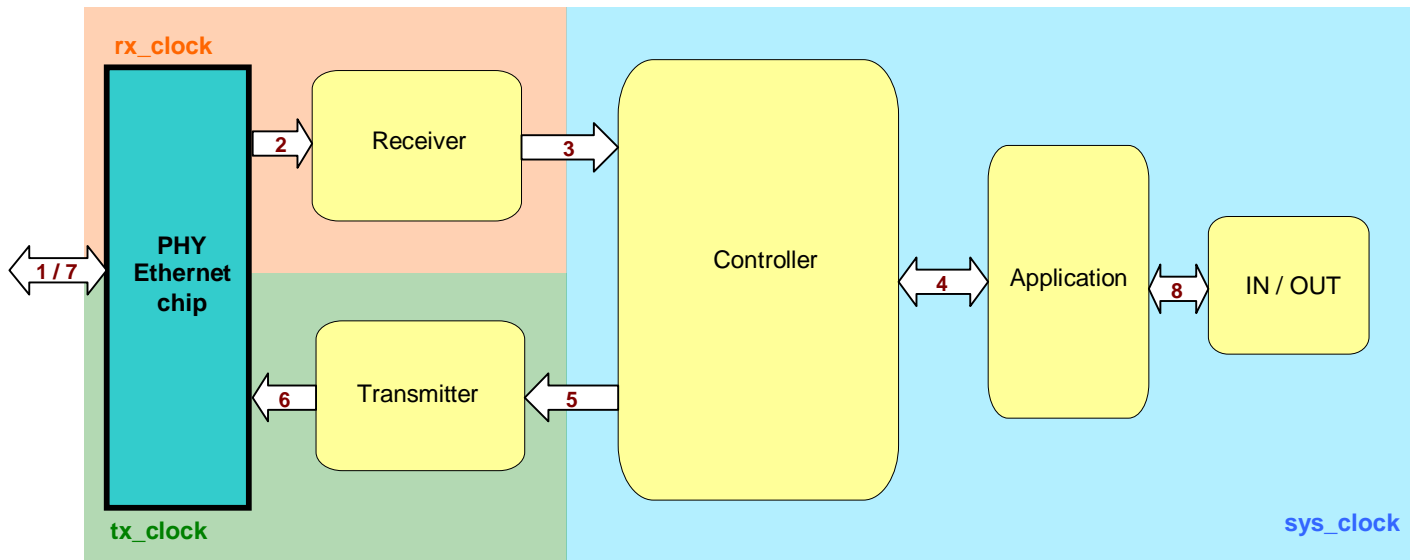 rx_clock
2
Receiver
3
1 / 7
PHY
Ethernet
chip
Controller
4
Application
8
IN / OUT
6
Transmitter
5
tx_clock
sys_clock